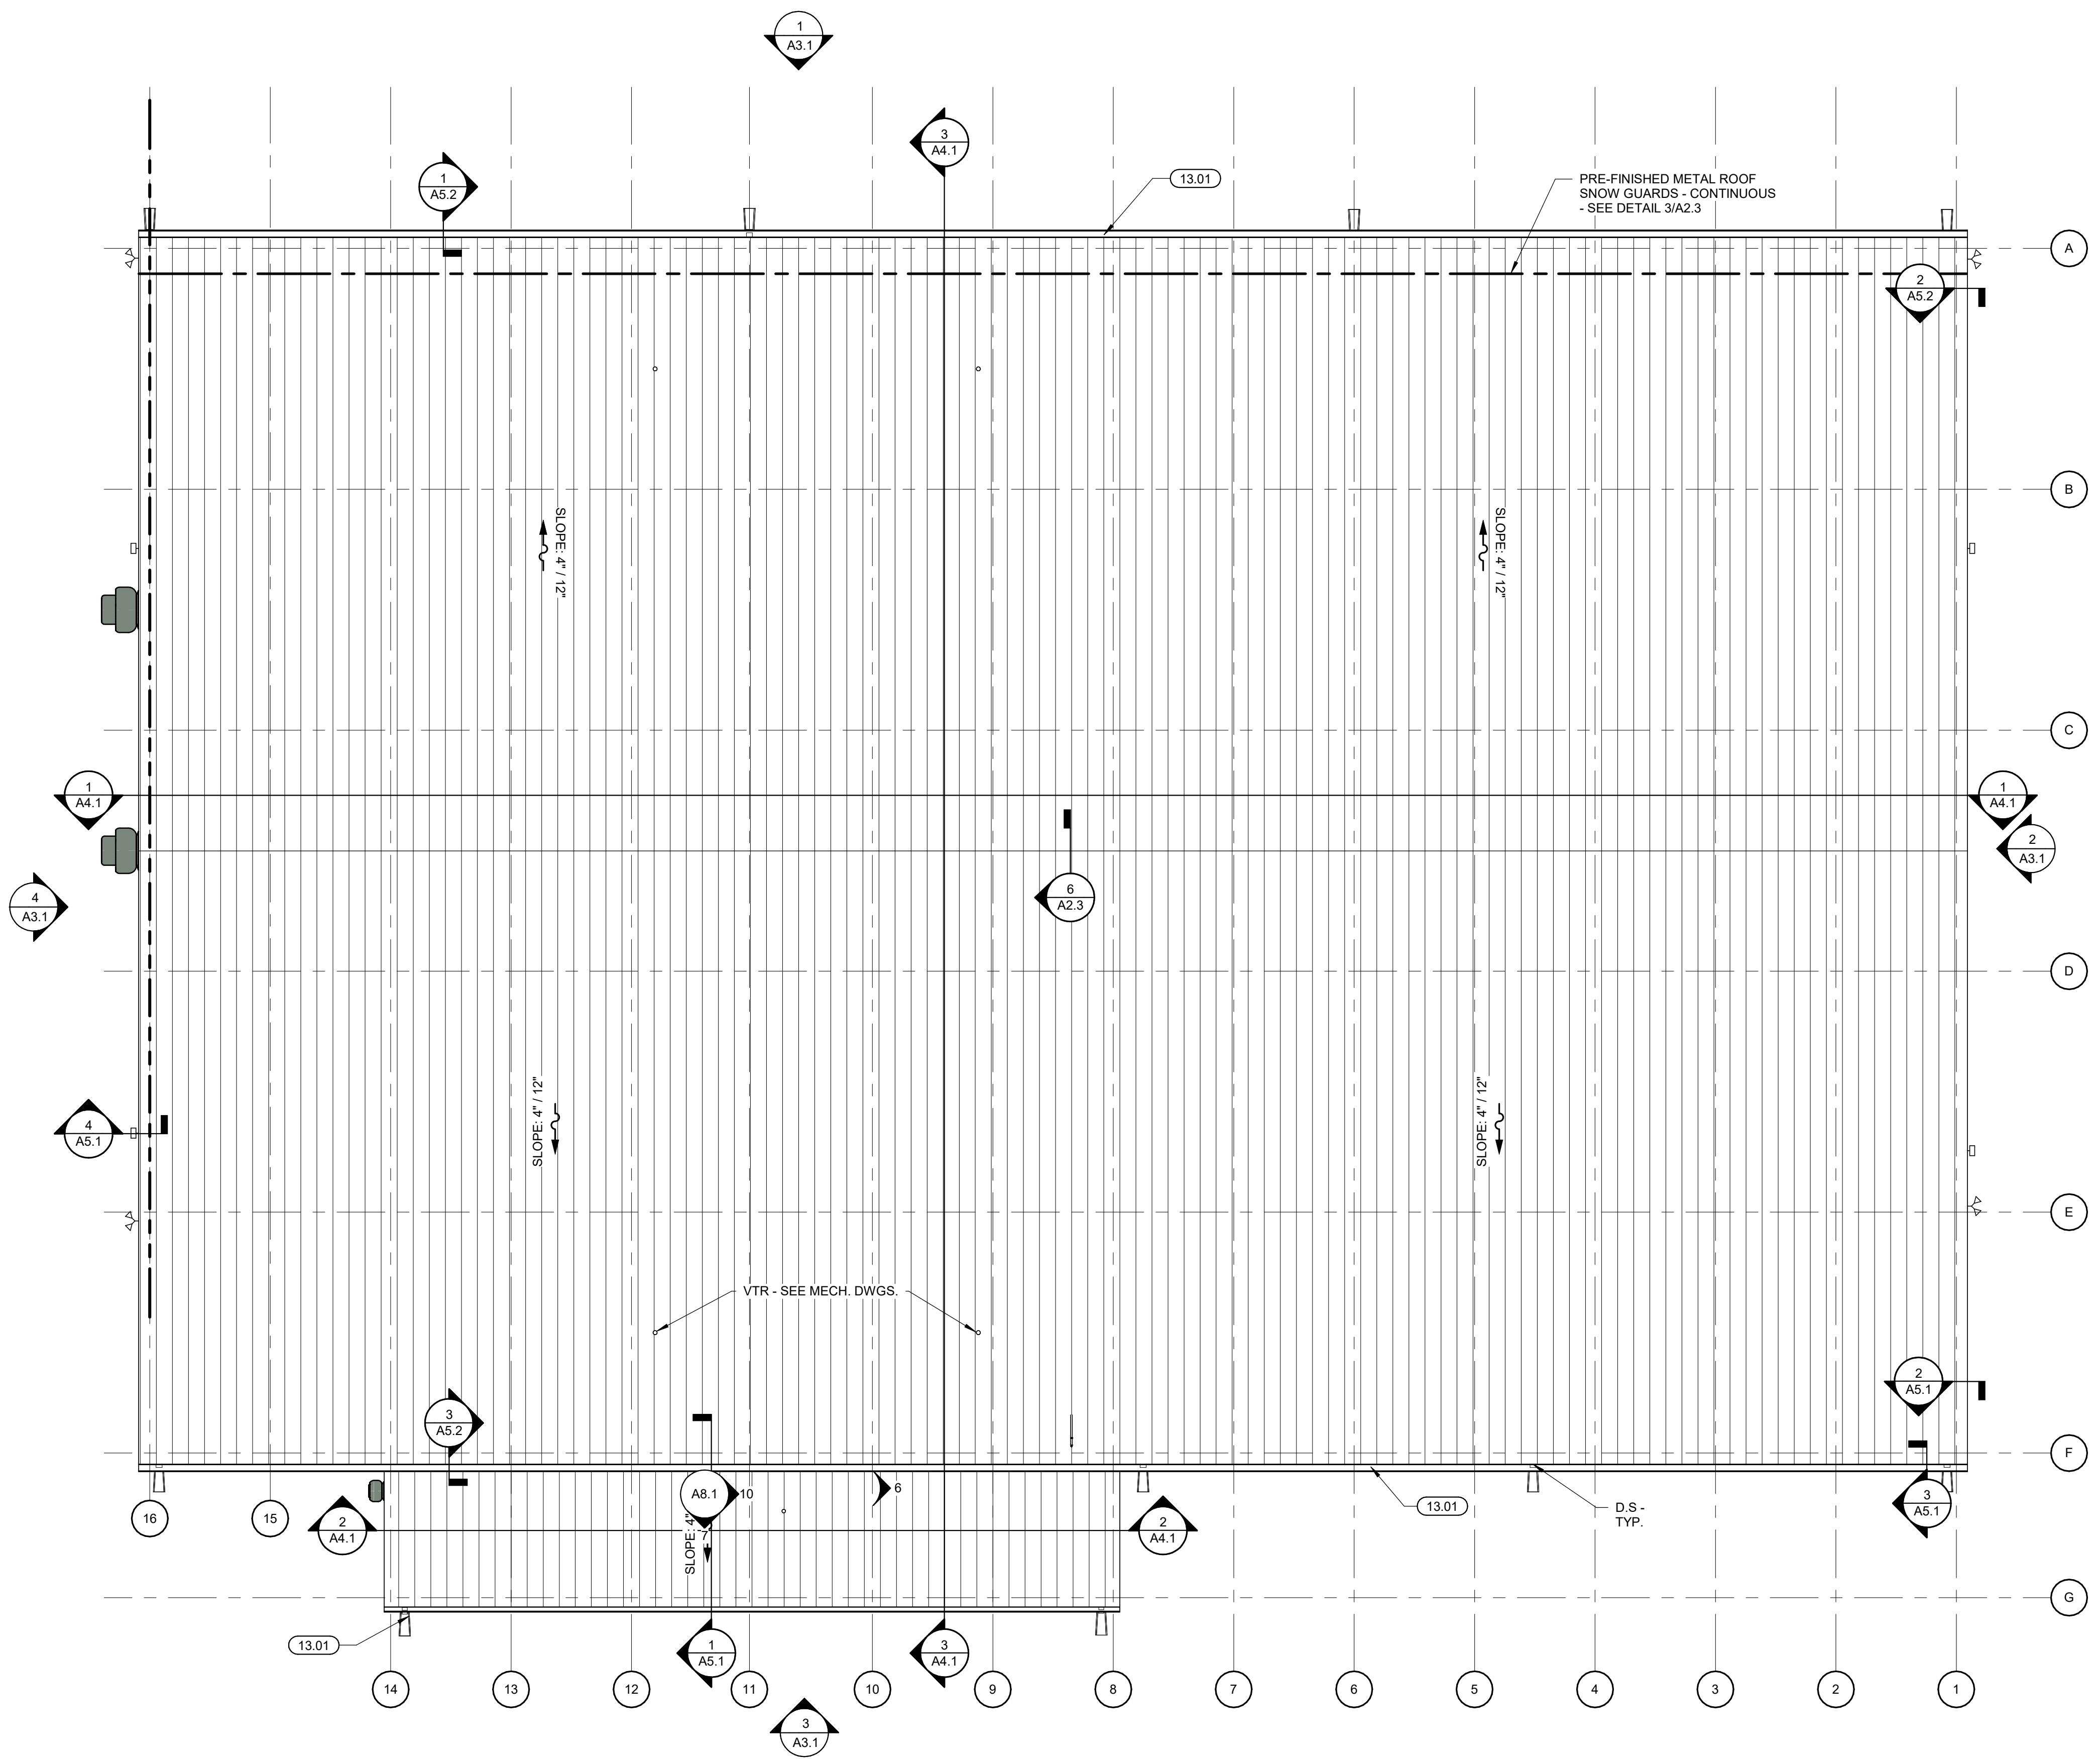 1
A3.1
3
A4.1
1
A5.2
13.01
PRE-FINISHED METAL ROOF
SNOW GUARDS - CONTINUOUS
- SEE DETAIL 3/A2.3
A
2
A5.2
B
SLOPE: 4" / 12"
SLOPE: 4" / 12"
C
1
A4.1
1
A4.1
2
A3.1
6
A2.3
4
A3.1
D
4
A5.1
SLOPE: 4" / 12"
SLOPE: 4" / 12"
E
VTR - SEE MECH. DWGS.
2
A5.1
3
A5.2
F
A8.1
10
6
7
SLOPE: 4"
13.01
D.S -
TYP.
3
A5.1
16
15
2
A4.1
2
A4.1
G
13.01
1
A5.1
3
A4.1
14
13
12
11
10
9
8
7
6
5
4
3
2
1
3
A3.1